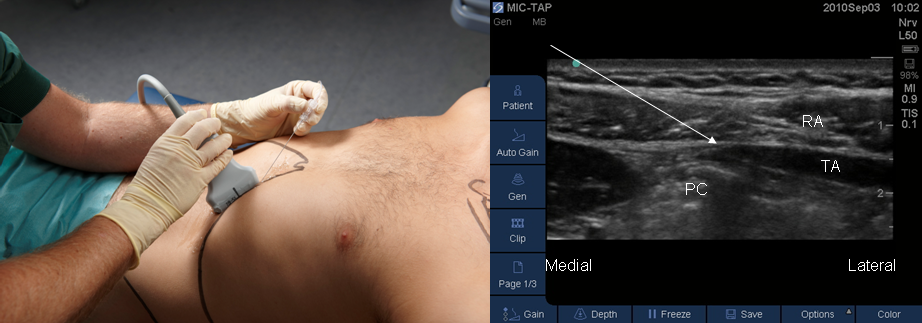 MIC-TAP
2010Sep03 10:02
Gen MB
Nrv
L50
98%
MI
0.9
TIS
0.1
Patient
Auto Gain
Gen
Clip
Page 1/3
RA
1
TA
PC
2
Medial
Lateral
Gain
Depth
Freeze
Save
Options
Color